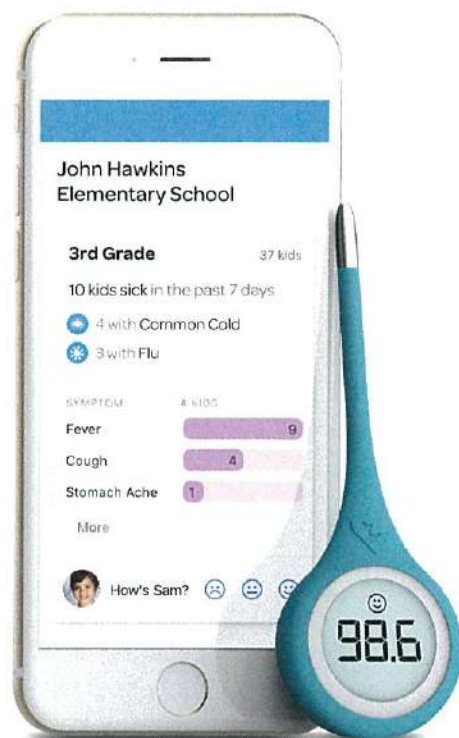 John Hawkins
Elementary School
3rd Grade 37 kids
10 kids sick in the past 7 days
4 with Common Cold
3 with Flu
SYMPTOM # KIDS
Fever 9
Cough 4
Stomach Ache 1
More
How's Sam?
98.6